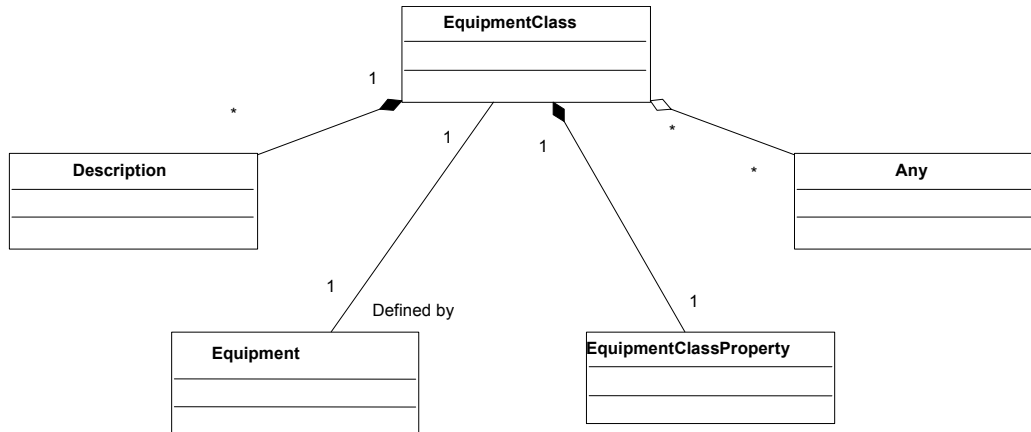 EquipmentClass
1
*
Description
1
1
*
*
Any
1
Defined by
1
Equipment
EquipmentClassProperty